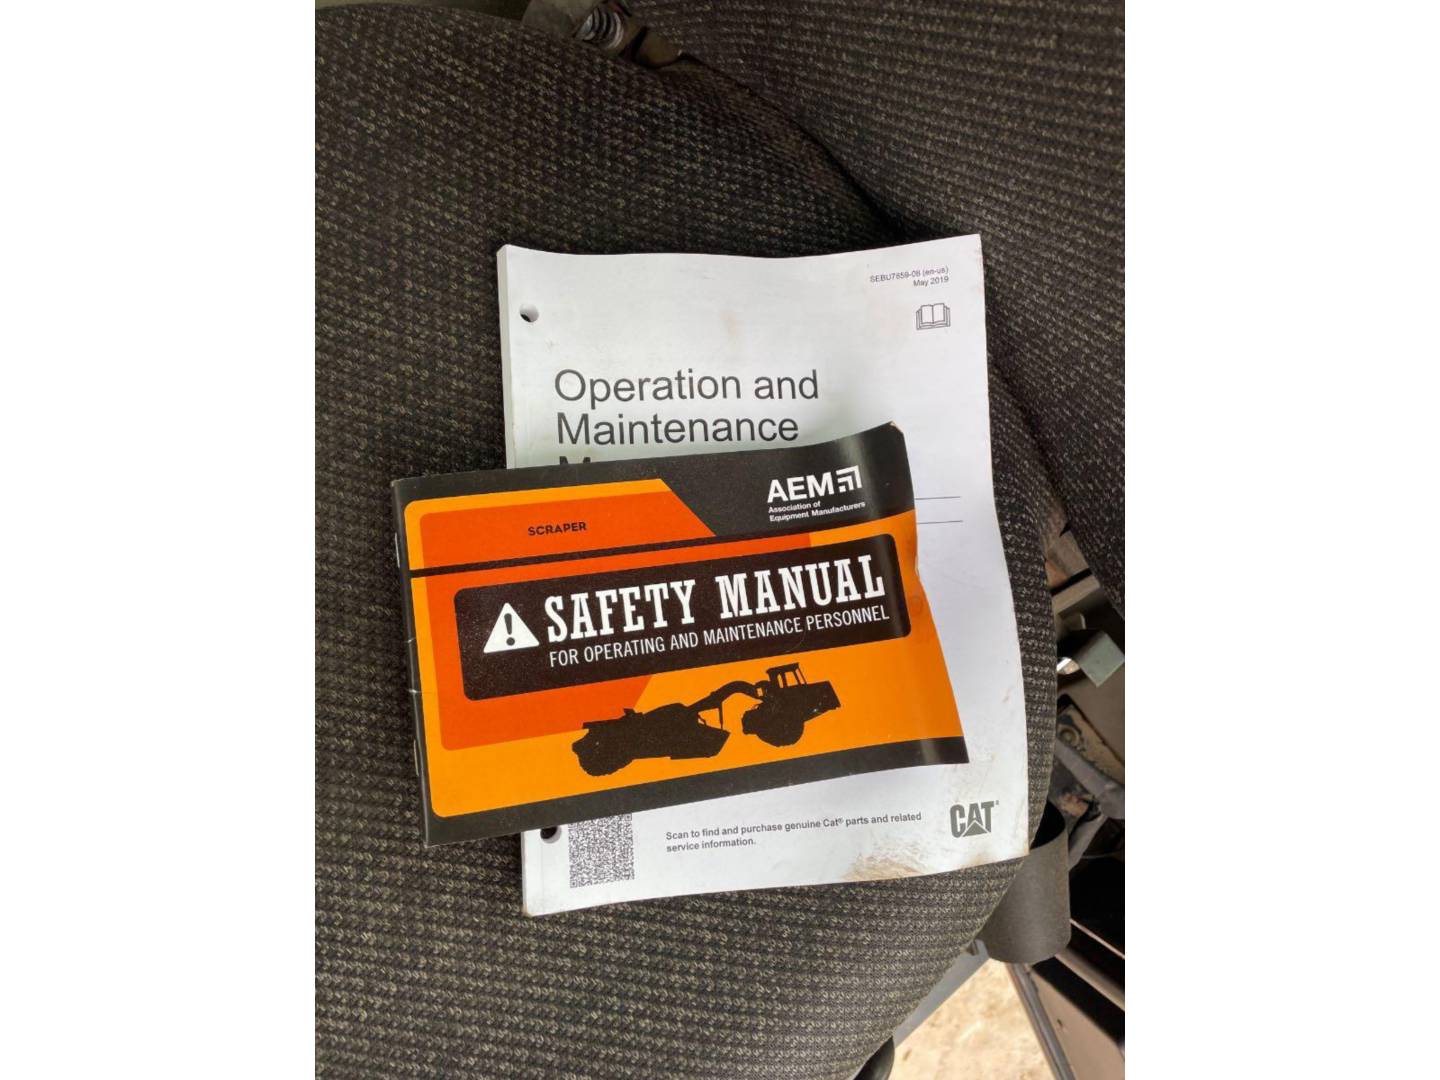 SEBU7859-08 (en-us)
May 2019
Operation and
Maintenance
AEM
Association of
Equipment Manufacturers
SCRAPER
SAFETY MANUAL
FOR OPERATING AND MAINTENANCE PERSONNEL
Scan to find and purchase genuine Cat® parts and related
service information.
CAT